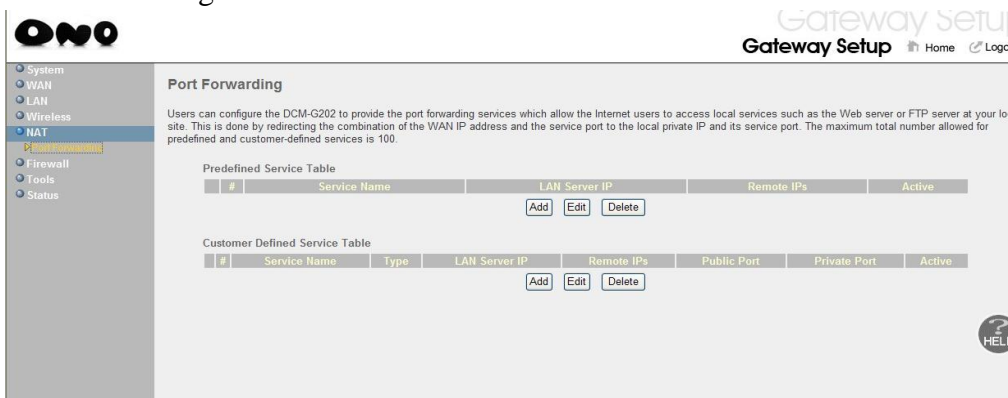 ONO
Gateway Setup
Gateway Setup Home
System
WAN
LAN
Wireless
NAT
Port Forwarding
Firewall
Tools
Status
Port Forwarding
Users can configure the DCM-G202 to provide the port forwarding services which allow the Internet users to access local services such as the Web server or FTP server at your lo
site. This is done by redirecting the combination of the WAN IP address and the service port to the local private IP and its service port. The maximum total number allowed for
predefined and customer-defined services is 100.
Predefined Service Table
# Service Name LAN Server IP Remote IPs Active
Add Edit Delete
Customer Defined Service Table
# Service Name Type LAN Server IP Remote IPs Public Port Private Port Active
Add Edit Delete
?
HELP